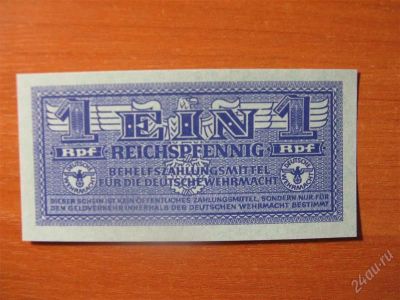 1 EIN 1
Rpf REICHSPFENNIG Rpf
BEHELFSZAHLUNGSMITTEL
FÜR DIE DEUTSCHE WEHRMACHT
DIESER SCHEIN IST KEIN ÖFFENTLICHES ZAHLUNGSMITTEL, SONDERN NUR FÜR
DEN GELDVERKEHR INNERHALB DER DEUTSCHEN WEHRMACHT BESTIMMT
24au.ru